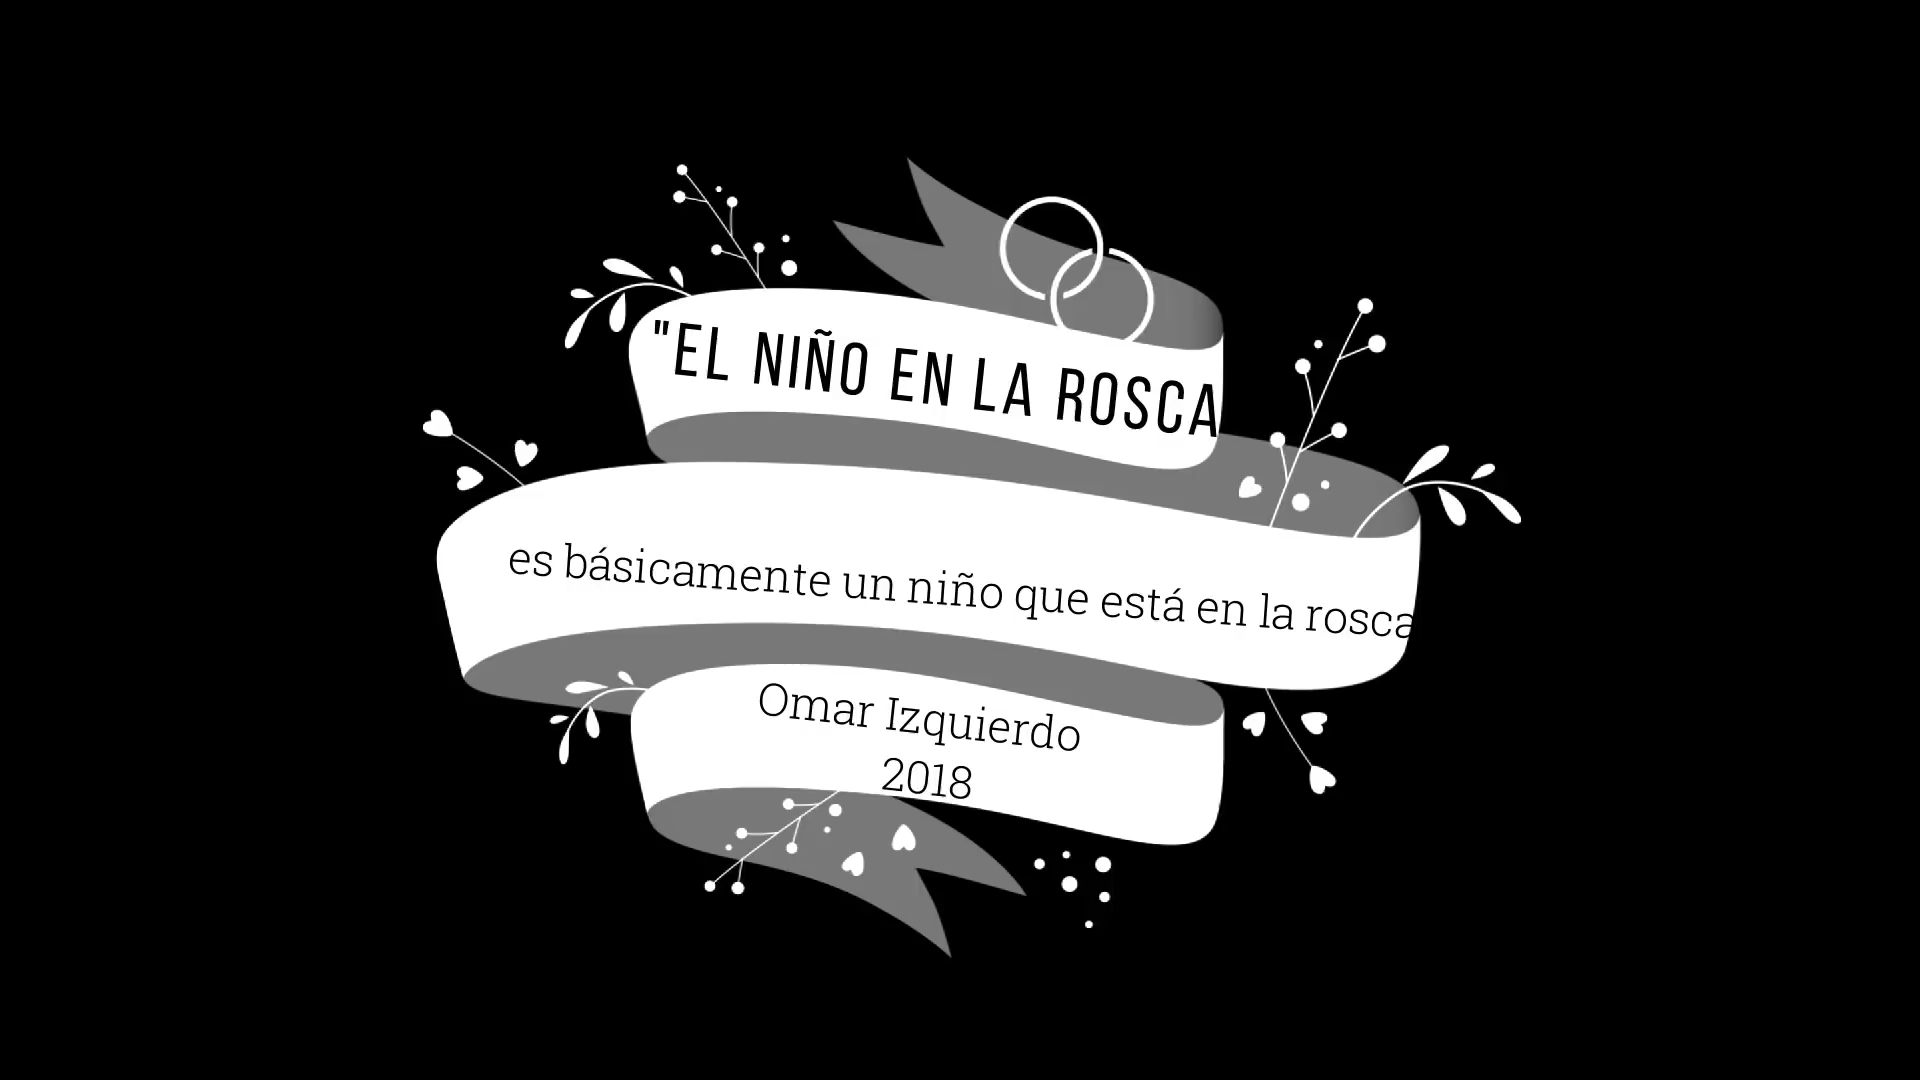 "EL NIÑO EN LA ROSCA
es básicamente un niño que está en la rosca
Omar Izquierdo
2018